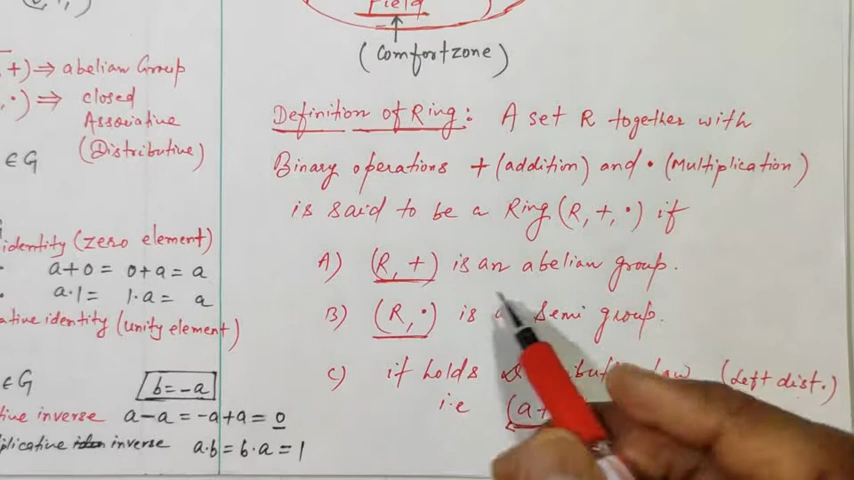 Field
(Comfortzone)
, +) ⇒ abelian Group
, •) ⇒ closed
Associative
(Distributive)
∈ G
identity (zero element)
a+0 = 0+a = a
a·1 = 1·a = a
ative identity (unity element)
∈ G
b = -a
tive inverse a-a = -a+a = 0
plicative inverse a·b = b·a = 1
Definition of Ring: A set R together with
Binary operations + (addition) and • (Multiplication)
is said to be a Ring (R, +, •) if
A) (R, +) is an abelian group.
B) (R, •) is a Semi group.
C) if holds law (Left dist.)
i.e (a+